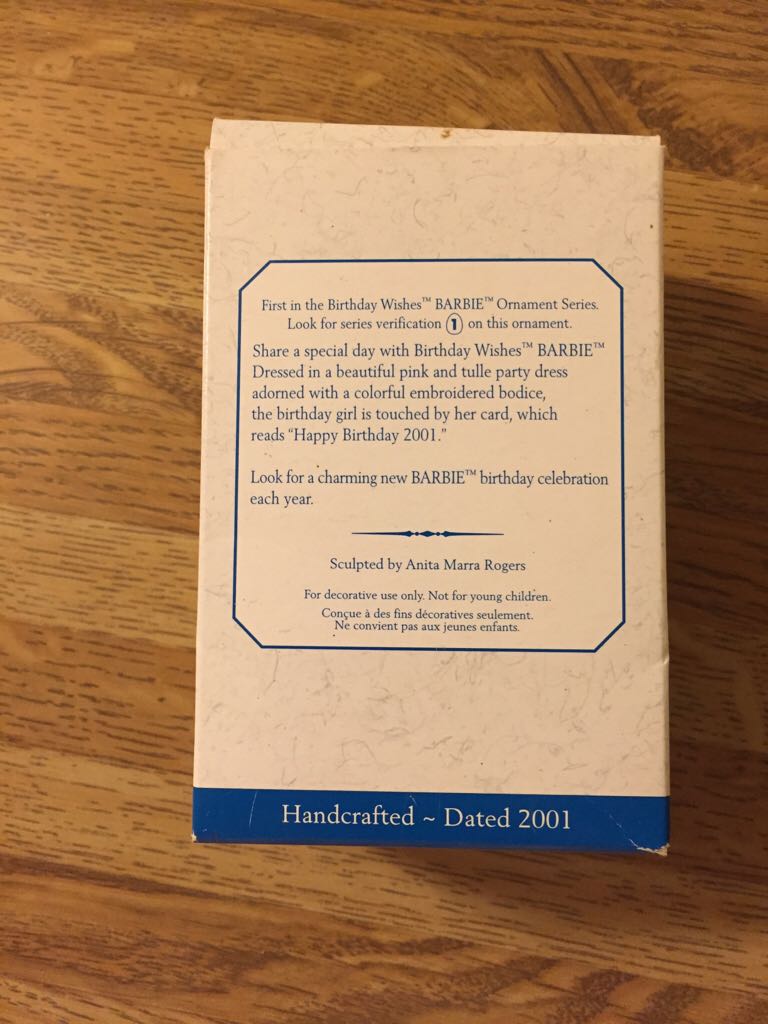 First in the Birthday Wishes™ BARBIE™ Ornament Series.
Look for series verification 1 on this ornament.
Share a special day with Birthday Wishes™ BARBIE™
Dressed in a beautiful pink and tulle party dress
adorned with a colorful embroidered bodice,
the birthday girl is touched by her card, which
reads “Happy Birthday 2001.”
Look for a charming new BARBIE™ birthday celebration
each year.
Sculpted by Anita Marra Rogers
For decorative use only. Not for young children.
Conçue à des fins décoratives seulement.
Ne convient pas aux jeunes enfants.
Handcrafted ~ Dated 2001